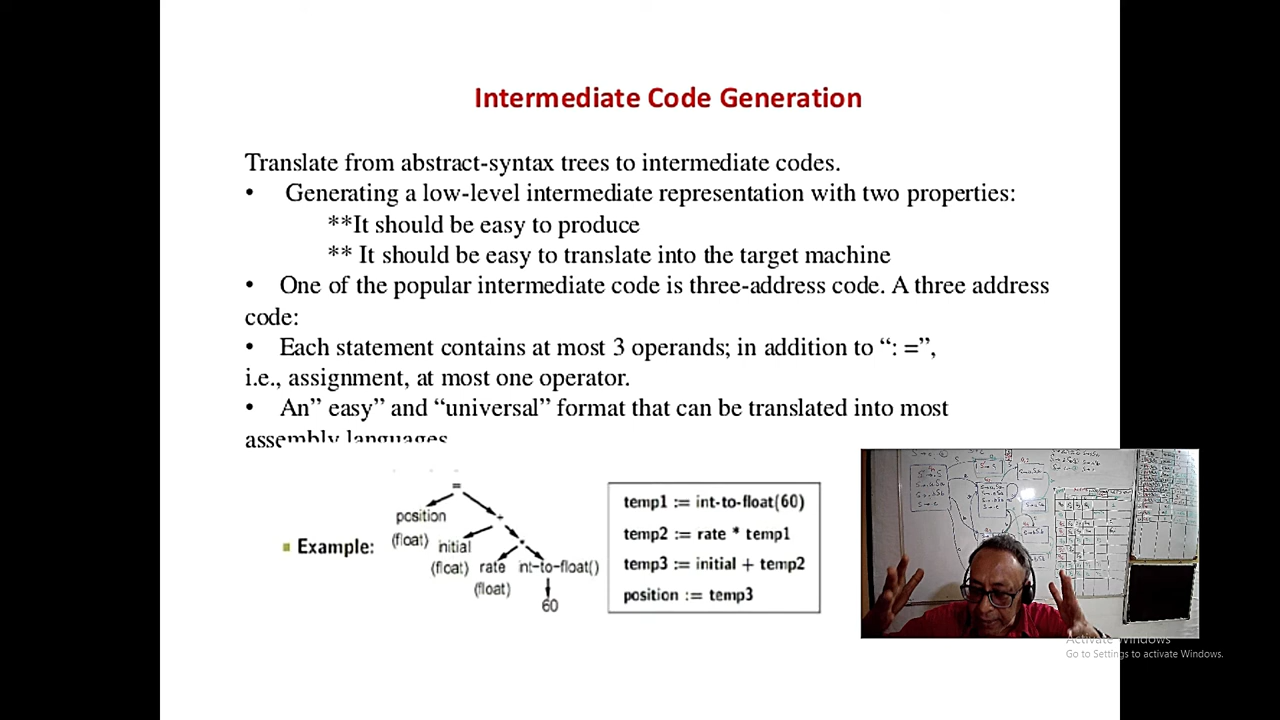 Intermediate Code Generation
Translate from abstract-syntax trees to intermediate codes.
• Generating a low-level intermediate representation with two properties:
**It should be easy to produce
** It should be easy to translate into the target machine
• One of the popular intermediate code is three-address code. A three address
code:
• Each statement contains at most 3 operands; in addition to “: =”,
i.e., assignment, at most one operator.
• An” easy” and “universal” format that can be translated into most
assembly languages
=
position
(float)
+
initial
(float)
*
rate
(float)
int-to-float()
60
▪ Example:
temp1 := int-to-float(60)
temp2 := rate * temp1
temp3 := initial + temp2
position := temp3
Activate Windows
Go to Settings to activate Windows.